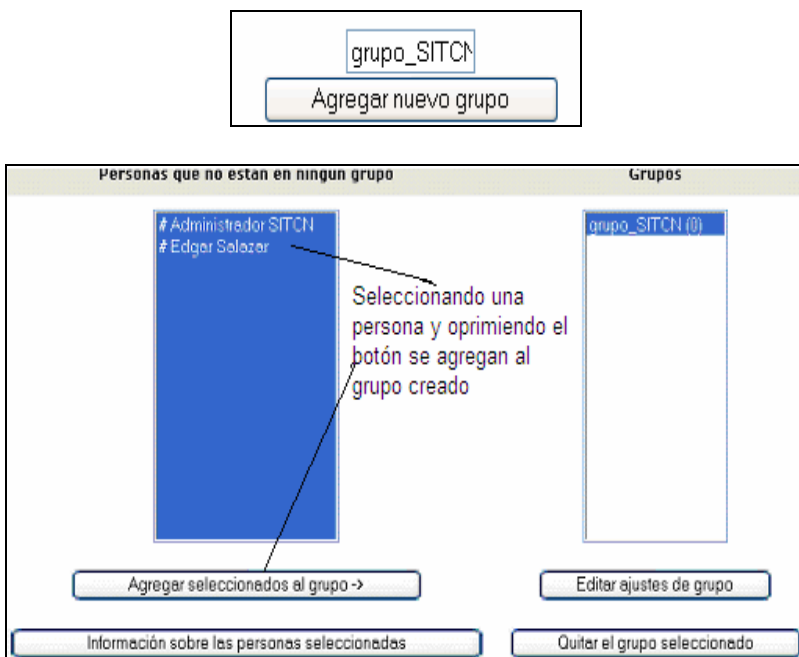 grupo_SITCN
Agregar nuevo grupo
Personas que no estan en ningun grupo
Grupos
# Administrador SITCN
# Edgar Salazar
grupo_SITCN (0)
Seleccionando una
persona y oprimiendo el
botón se agregan al
grupo creado
Agregar seleccionados al grupo ->
Editar ajustes de grupo
Información sobre las personas seleccionadas
Quitar el grupo seleccionado